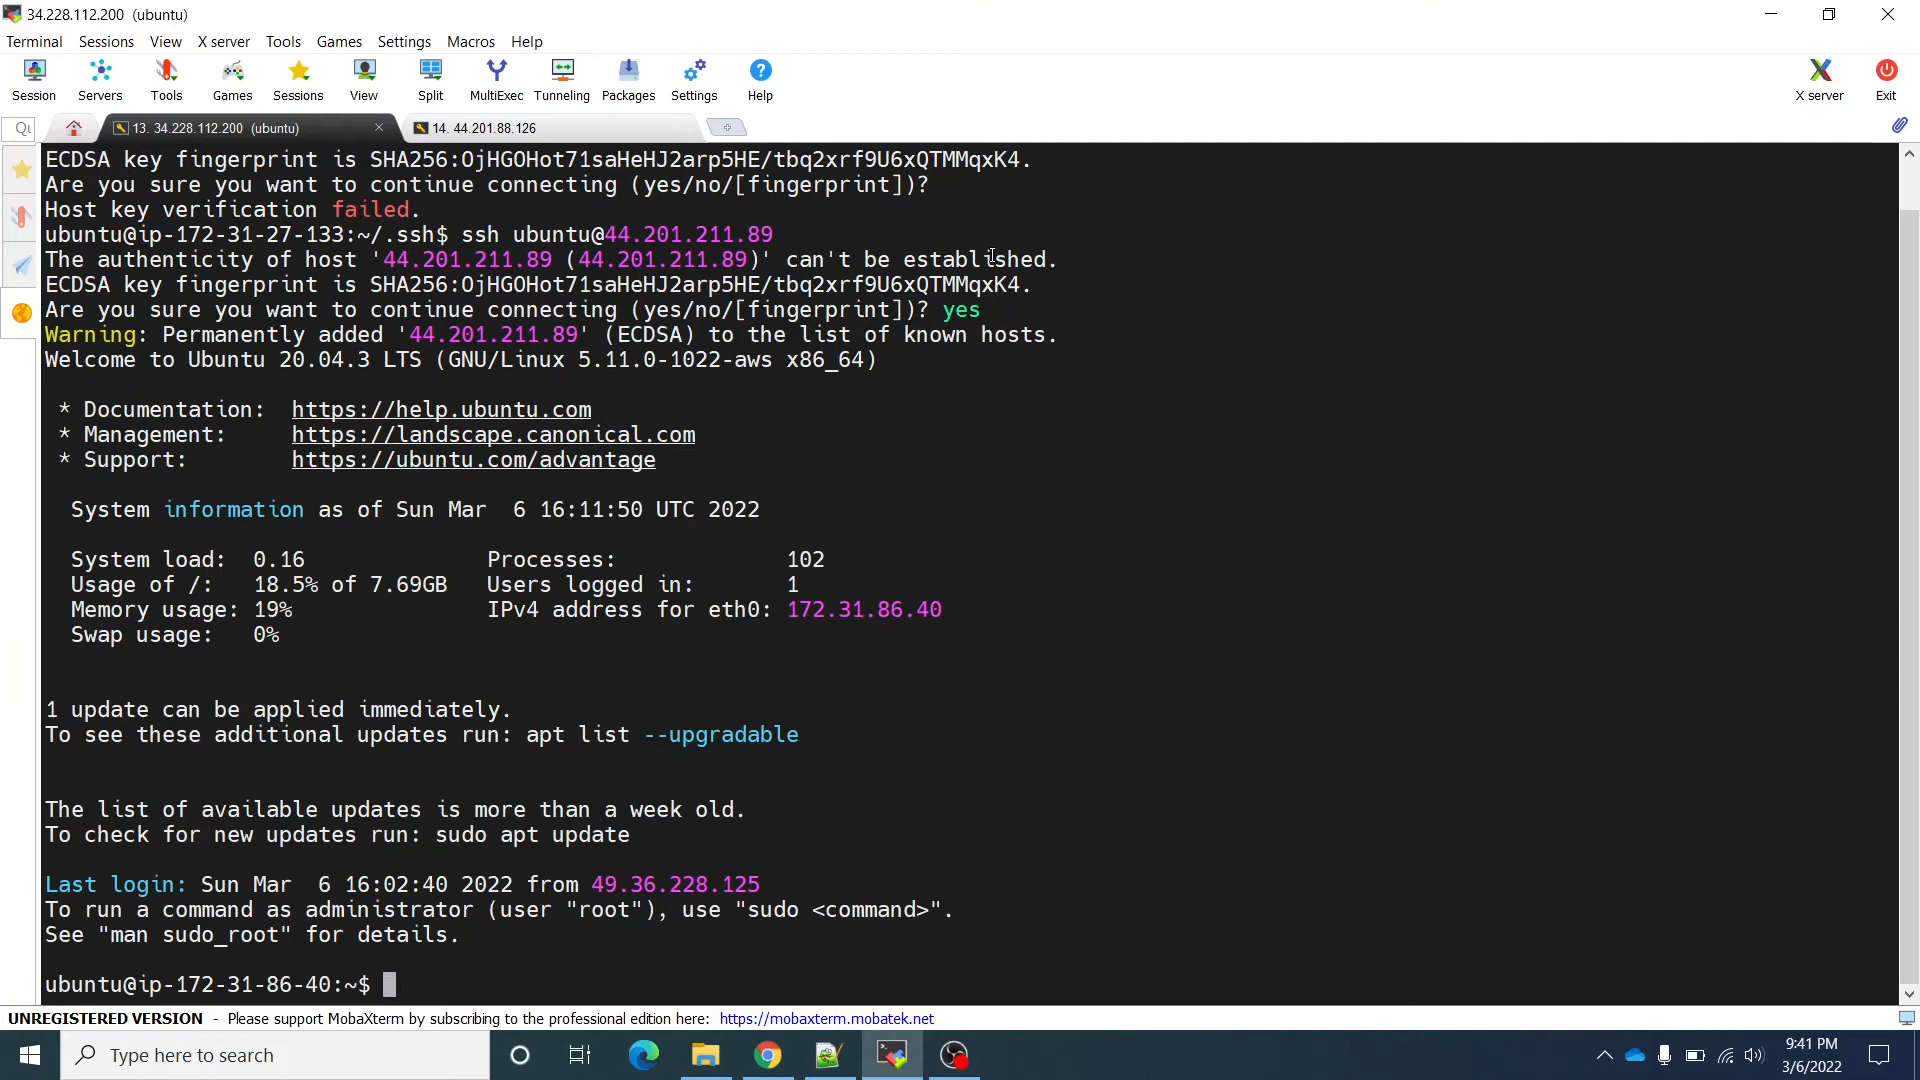 34.228.112.200 (ubuntu)
Terminal Sessions View X server Tools Games Settings Macros Help
Session Servers Tools Games Sessions View Split MultiExec Tunneling Packages Settings Help X server Exit
13. 34.228.112.200 (ubuntu) 14. 44.201.88.126
ECDSA key fingerprint is SHA256:OjHGOHot71saHeHJ2arp5HE/tbq2xrf9U6xQTMMqxK4.
Are you sure you want to continue connecting (yes/no/[fingerprint])?
Host key verification failed.
ubuntu@ip-172-31-27-133:~/.ssh$ ssh ubuntu@44.201.211.89
The authenticity of host '44.201.211.89 (44.201.211.89)' can't be established.
ECDSA key fingerprint is SHA256:OjHGOHot71saHeHJ2arp5HE/tbq2xrf9U6xQTMMqxK4.
Are you sure you want to continue connecting (yes/no/[fingerprint])? yes
Warning: Permanently added '44.201.211.89' (ECDSA) to the list of known hosts.
Welcome to Ubuntu 20.04.3 LTS (GNU/Linux 5.11.0-1022-aws x86_64)
* Documentation: https://help.ubuntu.com
* Management: https://landscape.canonical.com
* Support: https://ubuntu.com/advantage
System information as of Sun Mar 6 16:11:50 UTC 2022
System load: 0.16 Processes: 102
Usage of /: 18.5% of 7.69GB Users logged in: 1
Memory usage: 19% IPv4 address for eth0: 172.31.86.40
Swap usage: 0%
1 update can be applied immediately.
To see these additional updates run: apt list --upgradable
The list of available updates is more than a week old.
To check for new updates run: sudo apt update
Last login: Sun Mar 6 16:02:40 2022 from 49.36.228.125
To run a command as administrator (user "root"), use "sudo <command>".
See "man sudo_root" for details.
ubuntu@ip-172-31-86-40:~$
UNREGISTERED VERSION - Please support MobaXterm by subscribing to the professional edition here: https://mobaxterm.mobatek.net
Type here to search
9:41 PM
3/6/2022